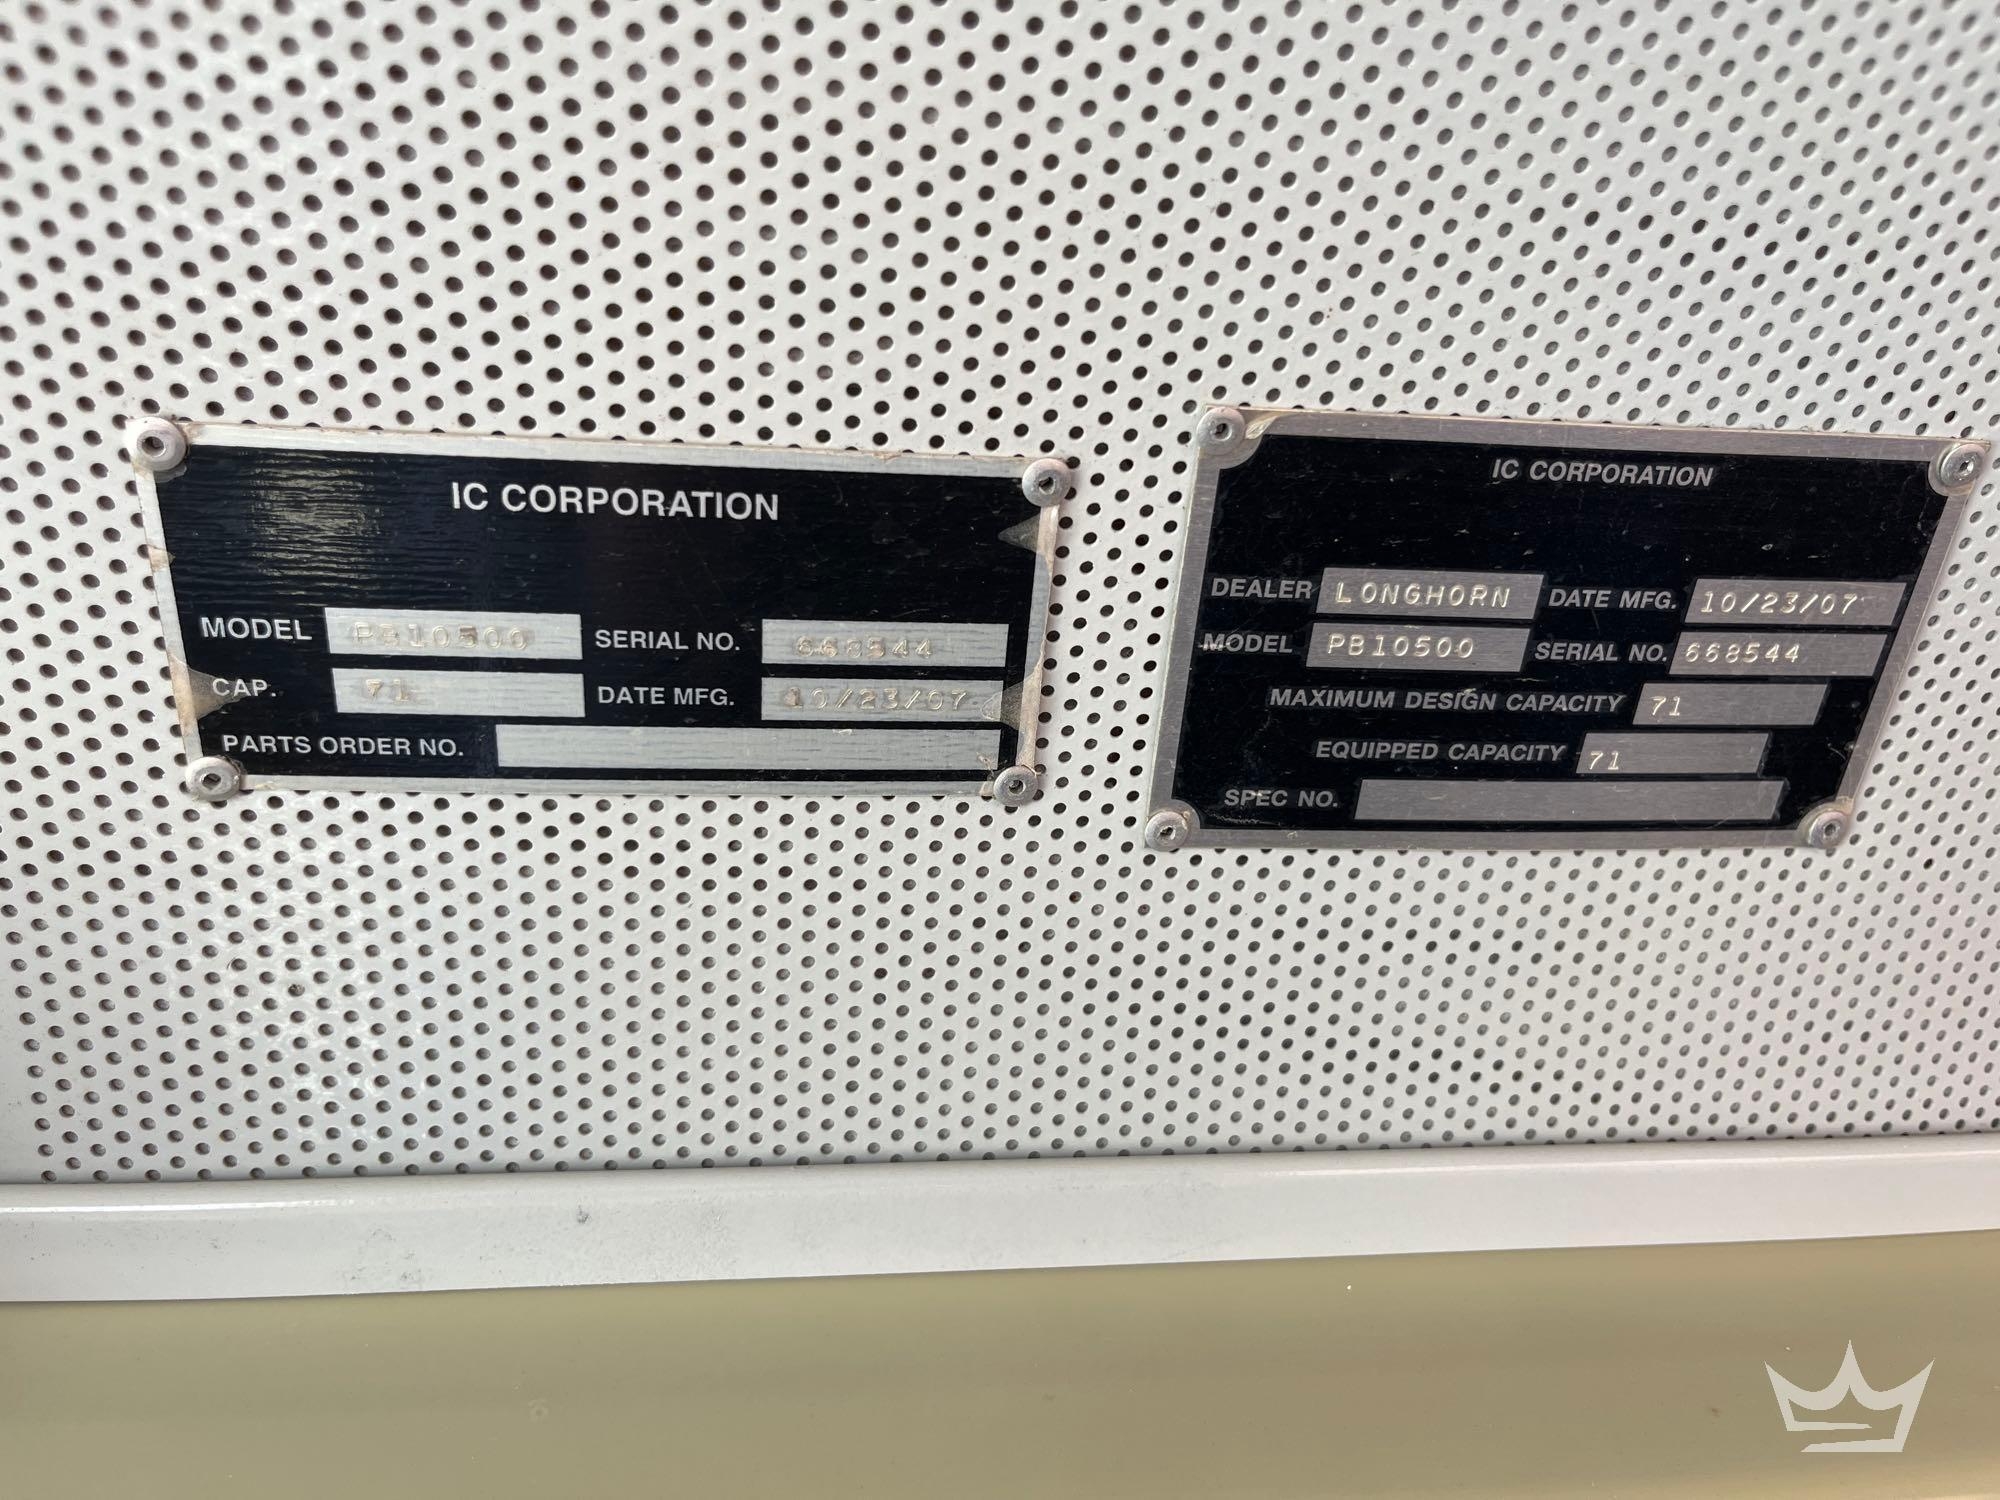 IC CORPORATION
MODEL PB10500 SERIAL NO. 668544
CAP. 71 DATE MFG. 10/23/07
PARTS ORDER NO.
IC CORPORATION
DEALER LONGHORN DATE MFG. 10/23/07
MODEL PB10500 SERIAL NO. 668544
MAXIMUM DESIGN CAPACITY 71
EQUIPPED CAPACITY 71
SPEC NO.